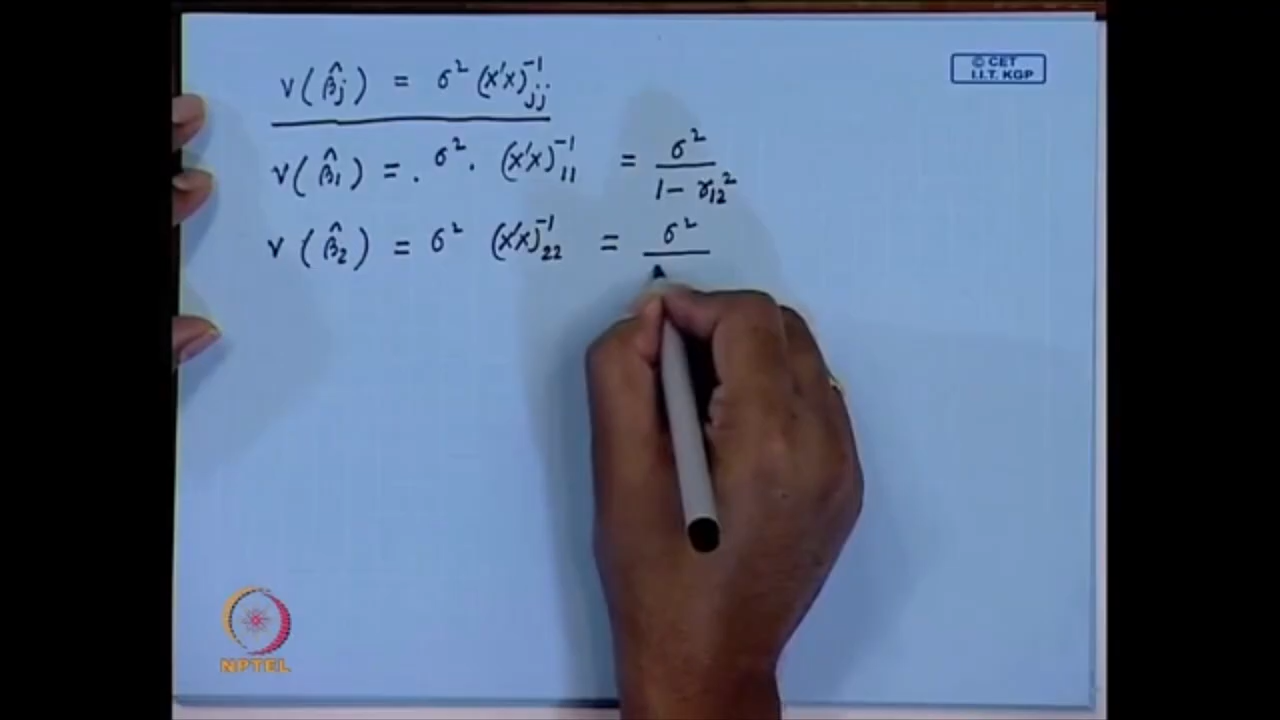 © CET
I.I.T. KGP
V(β̂j) = σ² (X'X)⁻¹jj
V(β̂1) = . σ² . (X'X)⁻¹11 = σ² / 1 - r12²
V(β̂2) = σ² (X'X)⁻¹22 = σ² /
NPTEL